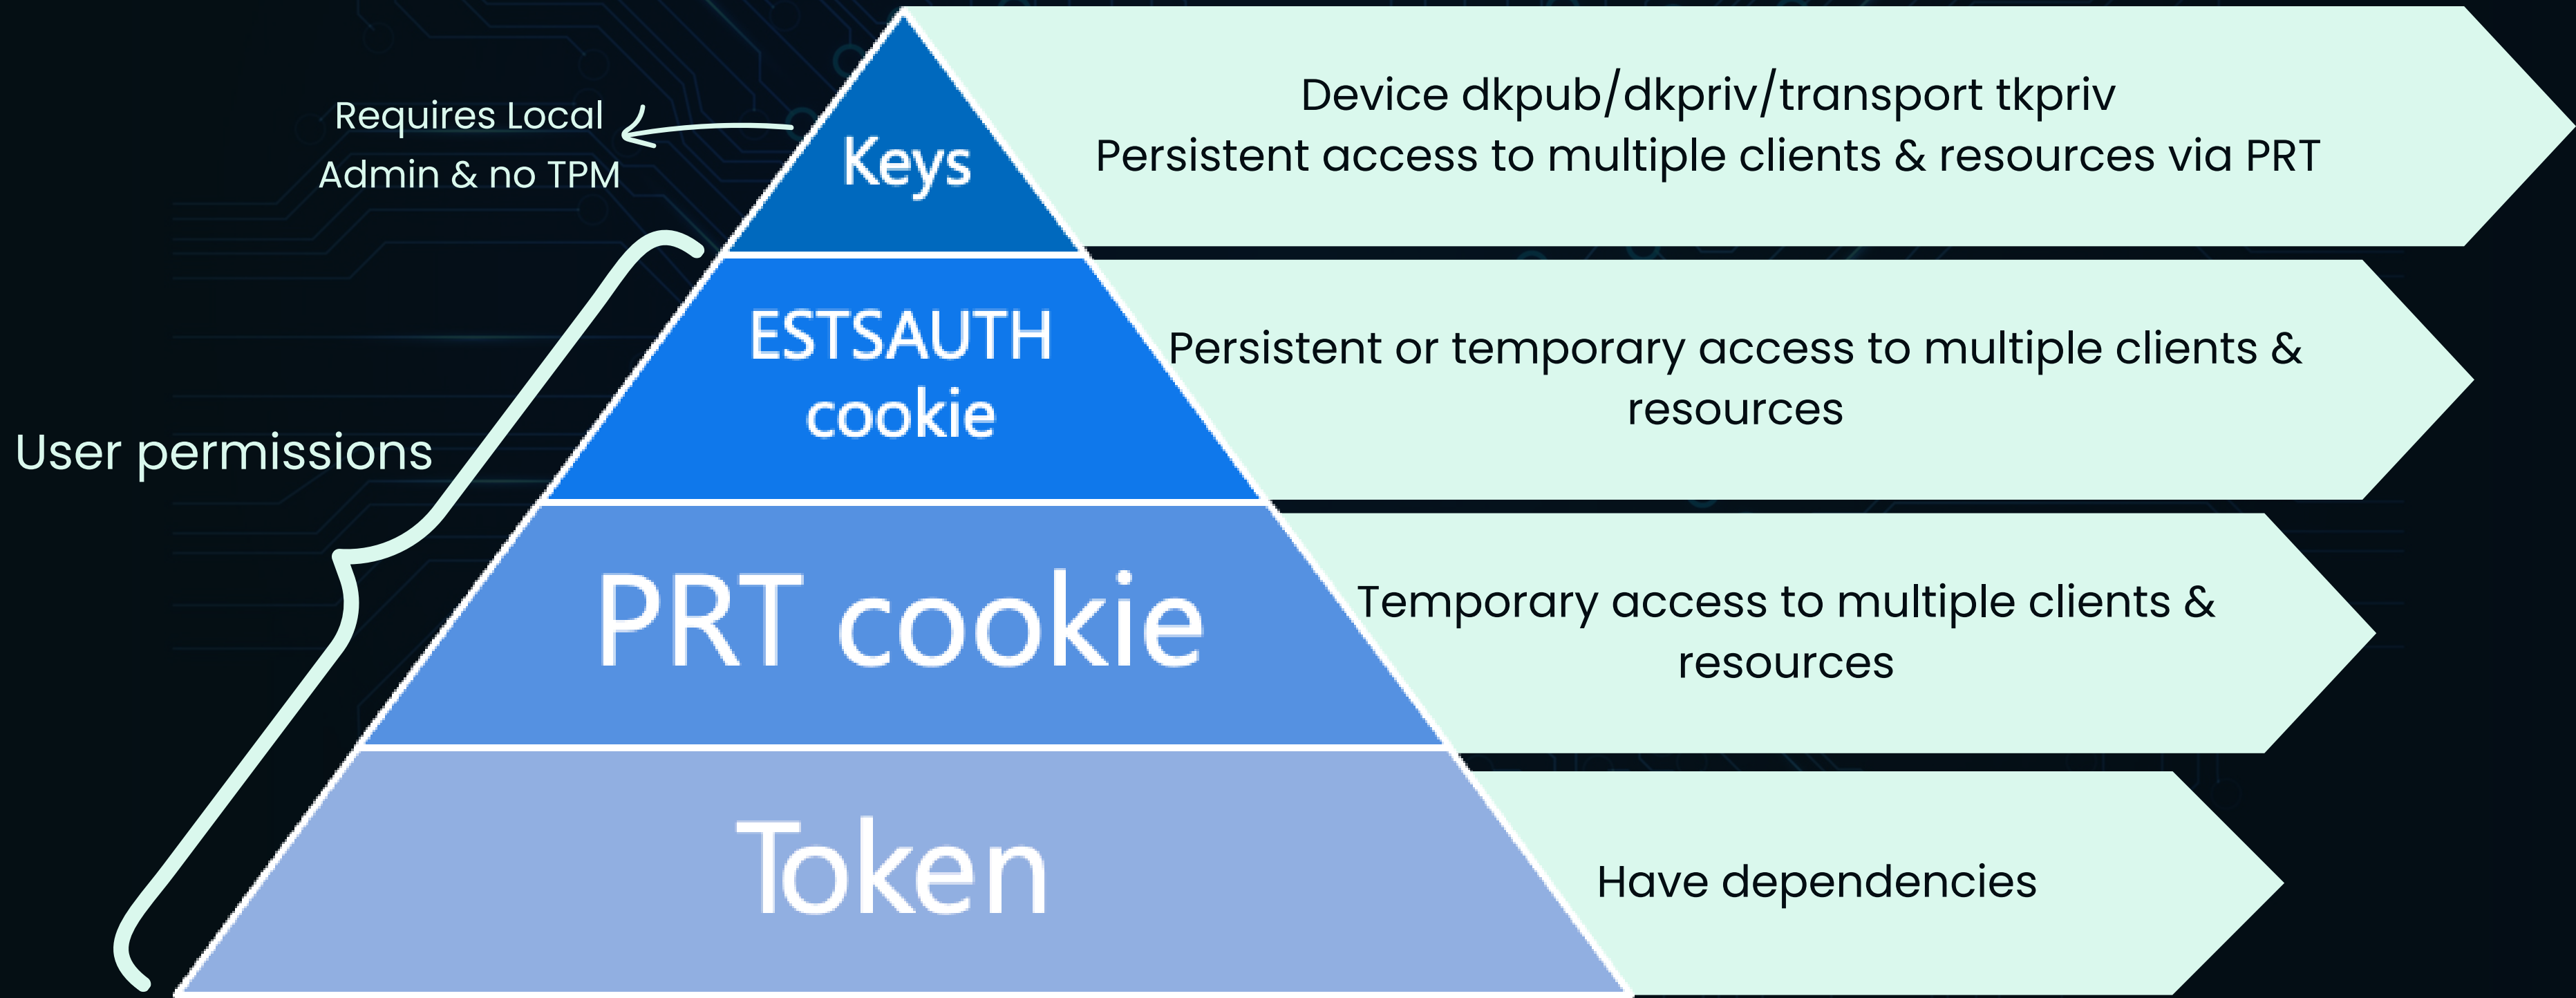 Requires Local
Admin & no TPM
Keys
Device dkpub/dkpriv/transport tkpriv
Persistent access to multiple clients & resources via PRT
User permissions
ESTSAUTH
cookie
Persistent or temporary access to multiple clients &
resources
PRT cookie
Temporary access to multiple clients &
resources
Token
Have dependencies